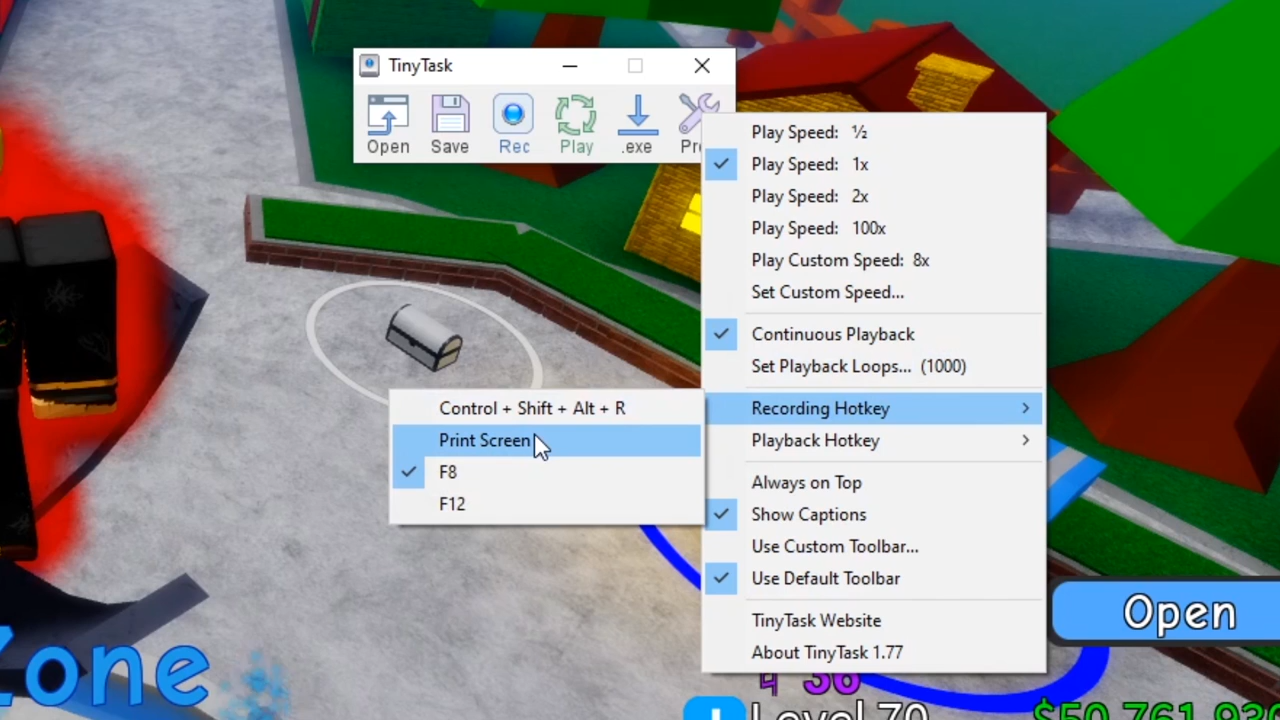 TinyTask
Open Save Rec Play .exe
Play Speed: ½
Play Speed: 1x
Play Speed: 2x
Play Speed: 100x
Play Custom Speed: 8x
Set Custom Speed...
Continuous Playback
Set Playback Loops... (1000)
Recording Hotkey
Playback Hotkey
Control + Shift + Alt + R
Print Screen
F8
F12
Always on Top
Show Captions
Use Custom Toolbar...
Use Default Toolbar
TinyTask Website
About TinyTask 1.77
Open
Zone
36
Level 70